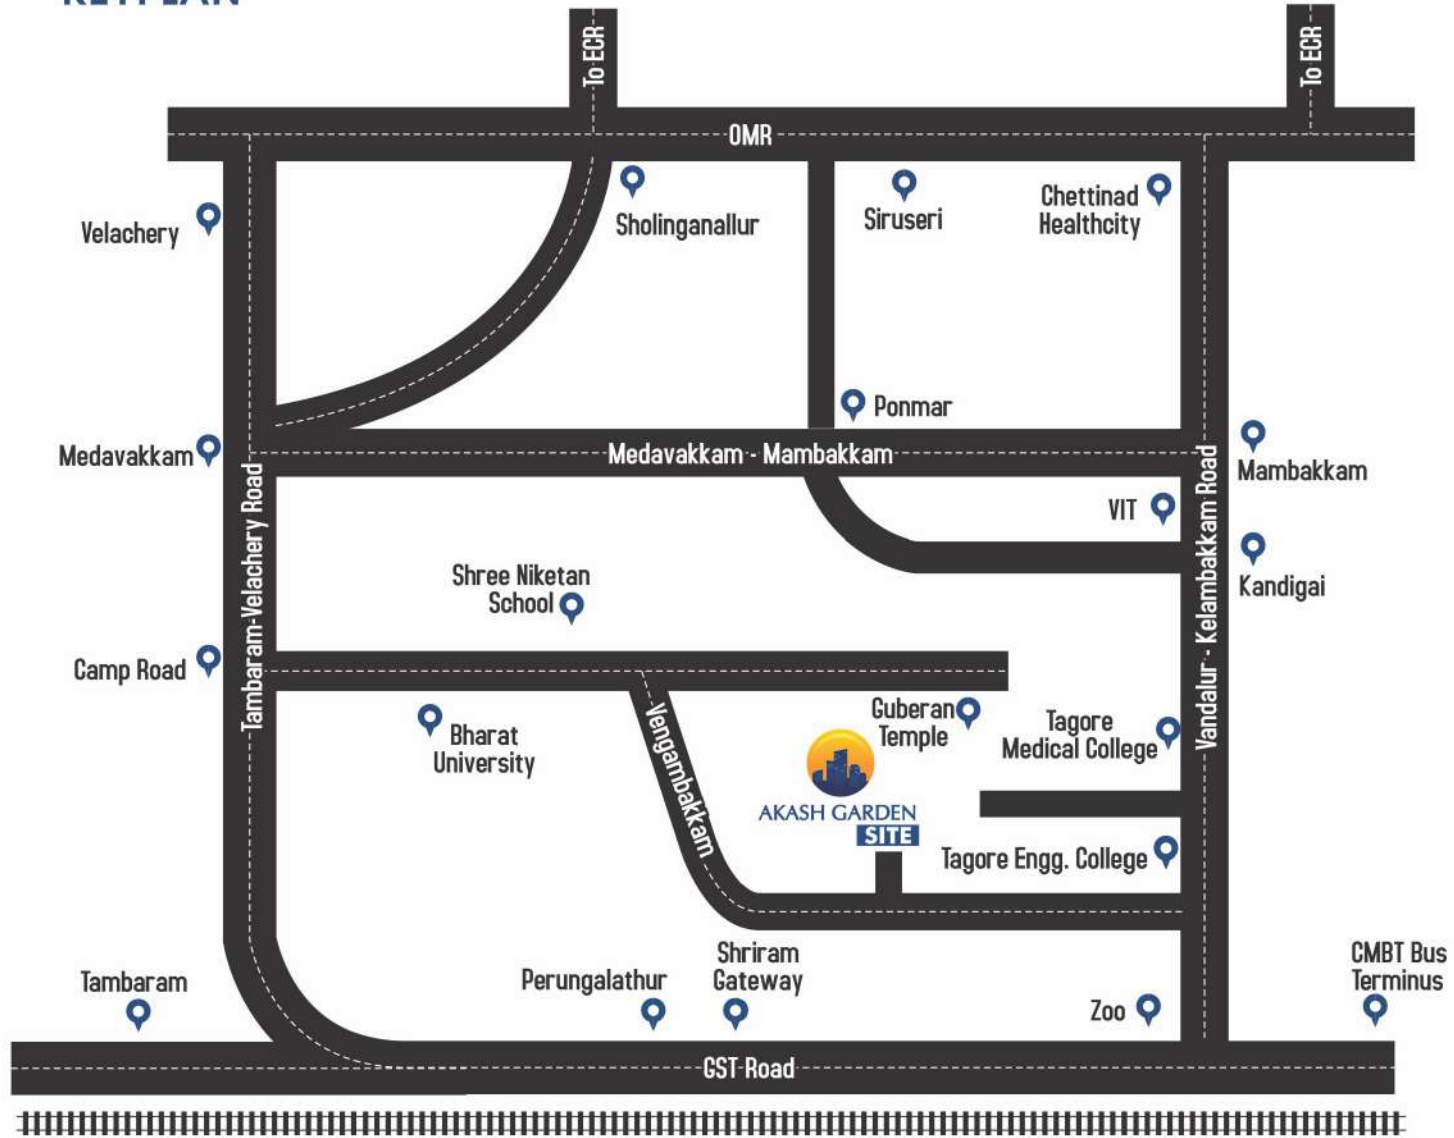 KEY PLAN
To ECR
To ECR
OMR
Velachery
Sholinganallur
Siruseri
Chettinad
Healthcity
Ponmar
Medavakkam
Medavakkam - Mambakkam
Mambakkam
VIT
Kandigai
Tambaram-Velachery Road
Vandalur - Kelambakkam Road
Shree Niketan
School
Camp Road
Bharat
University
Vengambakkam
Guberan
Temple
Tagore
Medical College
AKASH GARDEN
SITE
Tagore Engg. College
Tambaram
Perungalathur
Shriram
Gateway
Zoo
CMBT Bus
Terminus
GST Road